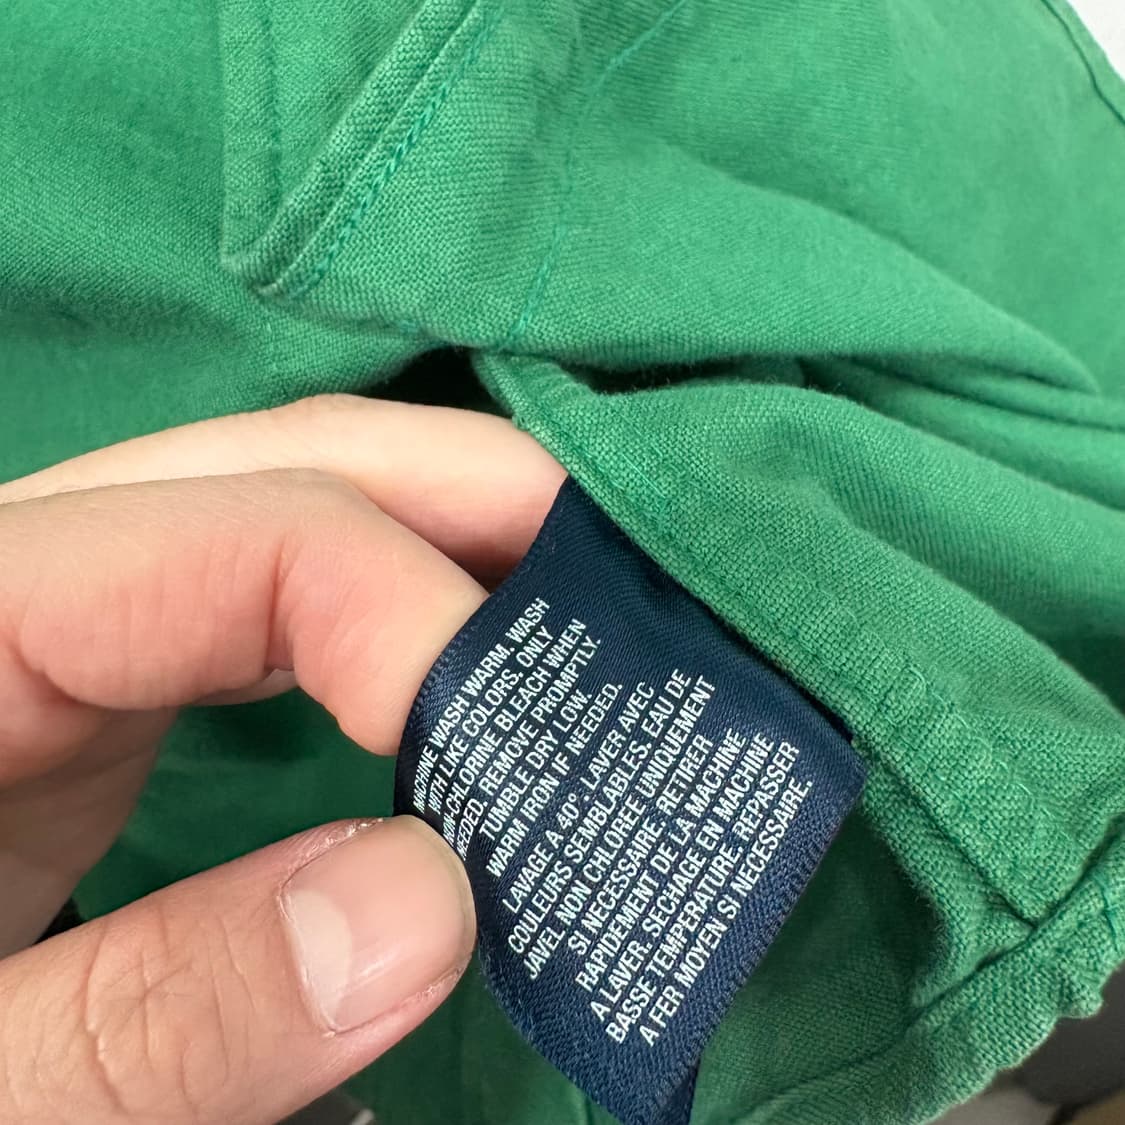 MACHINE WASH WARM. WASH
WITH LIKE COLORS. ONLY
NON-CHLORINE BLEACH WHEN
NEEDED. REMOVE PROMPTLY.
TUMBLE DRY LOW.
WARM IRON IF NEEDED.
LAVAGE A 40°. LAVER AVEC
COULEURS SEMBLABLES. EAU DE
JAVEL NON CHLOREE UNIQUEMENT
SI NECESSAIRE. RETIRER
RAPIDEMENT DE LA MACHINE
A LAVER. SECHAGE EN MACHINE
BASSE TEMPERATURE. REPASSER
A FER MOYEN SI NECESSAIRE.